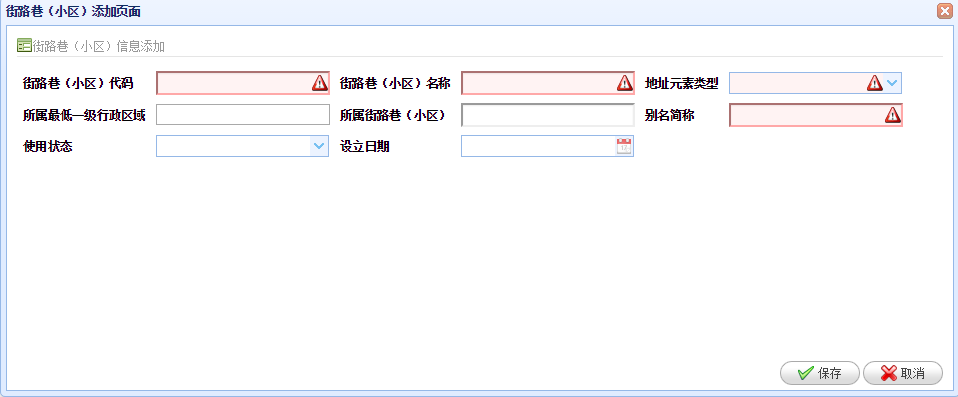 街路巷（小区）添加页面
街路巷（小区）信息添加
街路巷（小区）代码 街路巷（小区）名称 地址元素类型
所属最低一级行政区域 所属街路巷（小区） 别名简称
使用状态 设立日期
保存 取消